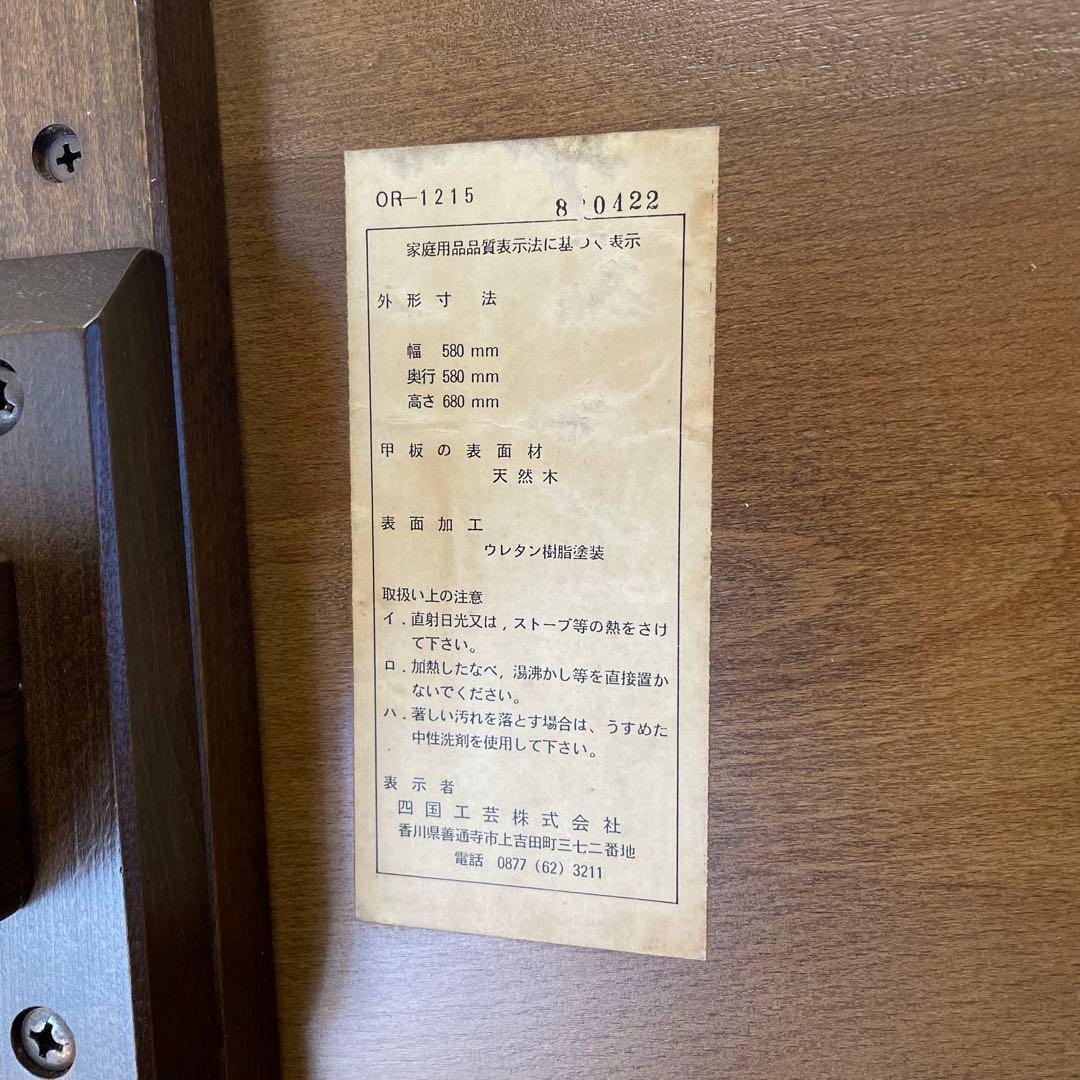 OR-1215
8 0422
家庭用品品質表示法に基づく表示
外形寸法
幅 580 mm
奥行 580 mm
高さ 680 mm
甲板の表面材
天然木
表面加工
ウレタン樹脂塗装
取扱い上の注意
イ．直射日光又は，ストーブ等の熱をさけ
て下さい。
ロ．加熱したなべ，湯沸かし等を直接置か
ないでください。
ハ．著しい汚れを落とす場合は、うすめた
中性洗剤を使用して下さい。
表示者
四国工芸株式会社
香川県善通寺市上吉田町三七二番地
電話 0877 (62) 3211